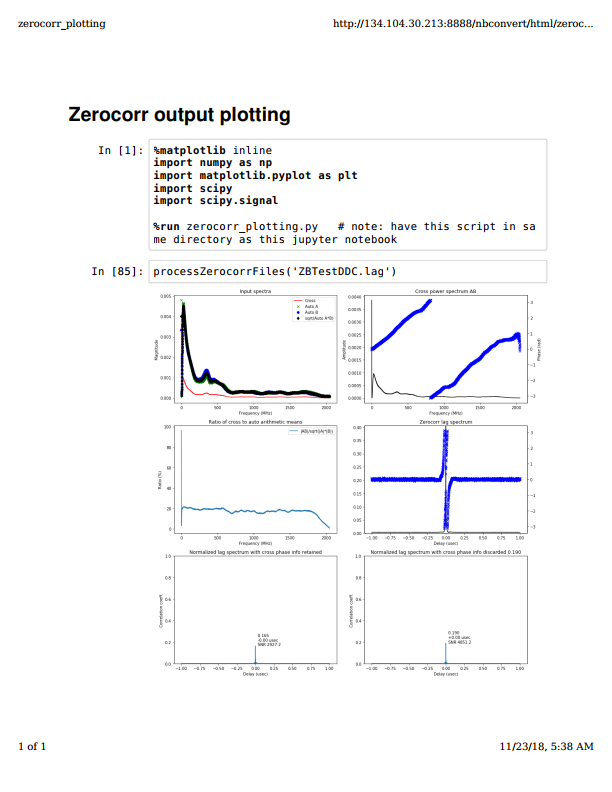 zerocorr_plotting
http://134.104.30.213:8888/nbconvert/html/zeroc...
Zerocorr output plotting
In [1]:
%matplotlib inline
import numpy as np
import matplotlib.pyplot as plt
import scipy
import scipy.signal
%run zerocorr_plotting.py   # note: have this script in sa
me directory as this jupyter notebook
In [85]:
processZerocorrFiles('ZBTestDDC.lag')
Input spectra
0.005
0.004
0.003
0.002
0.001
0.000
Magnitude
Cross
Auto A
Auto B
sqrt(Auto A*B)
0 500 1000 1500 2000
Frequency (MHz)
Cross power spectrum AB
0.0040
0.0035
0.0030
0.0025
0.0020
0.0015
0.0010
0.0005
0.0000
Amplitude
3
2
1
0
−1
−2
−3
Phase (rad)
0 500 1000 1500 2000
Frequency (MHz)
Ratio of cross to auto arithmetic means
100
80
60
40
20
0
Ratio (%)
0 500 1000 1500 2000
Frequency (MHz)
Zerocorr lag spectrum
0.40
0.35
0.30
0.25
0.20
0.15
0.10
0.05
0.00
3
2
1
0
−1
−2
−3
−1.00 −0.75 −0.50 −0.25 0.00 0.25 0.50 0.75 1.00
Delay (usec)
Normalized lag spectrum with cross phase info retained
1.0
0.8
0.6
0.4
0.2
0.0
Correlation coeff.
0.165
-0.00 usec
SNR 2927.2
−1.00 −0.75 −0.50 −0.25 0.00 0.25 0.50 0.75 1.00
Delay (usec)
Normalized lag spectrum with cross phase info discarded 0.190
1.0
0.8
0.6
0.4
0.2
0.0
Correlation coeff.
0.190
+0.00 usec
SNR 4051.2
−1.00 −0.75 −0.50 −0.25 0.00 0.25 0.50 0.75 1.00
Delay (usec)
1 of 1
11/23/18, 5:38 AM